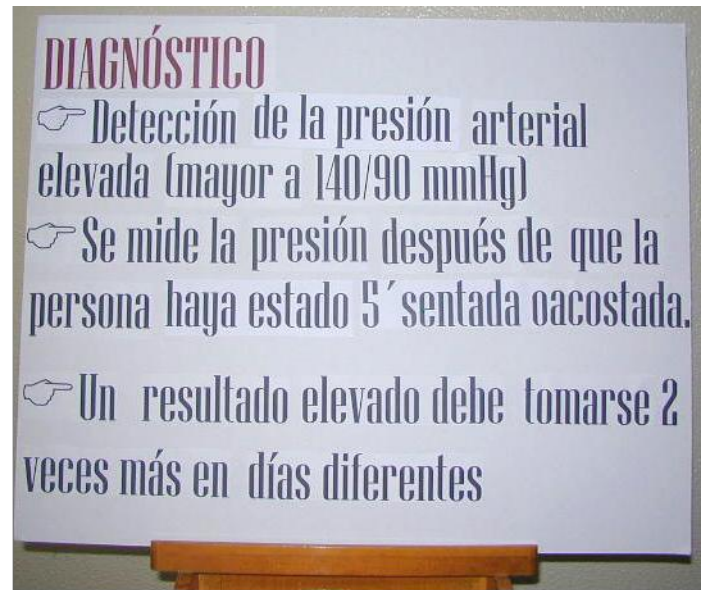 DIAGNÓSTICO
☞ Detección de la presión arterial
elevada (mayor a 140/90 mmHg)
☞ Se mide la presión después de que la
persona haya estado 5´sentada oacostada.
☞ Un resultado elevado debe tomarse 2
veces más en días diferentes